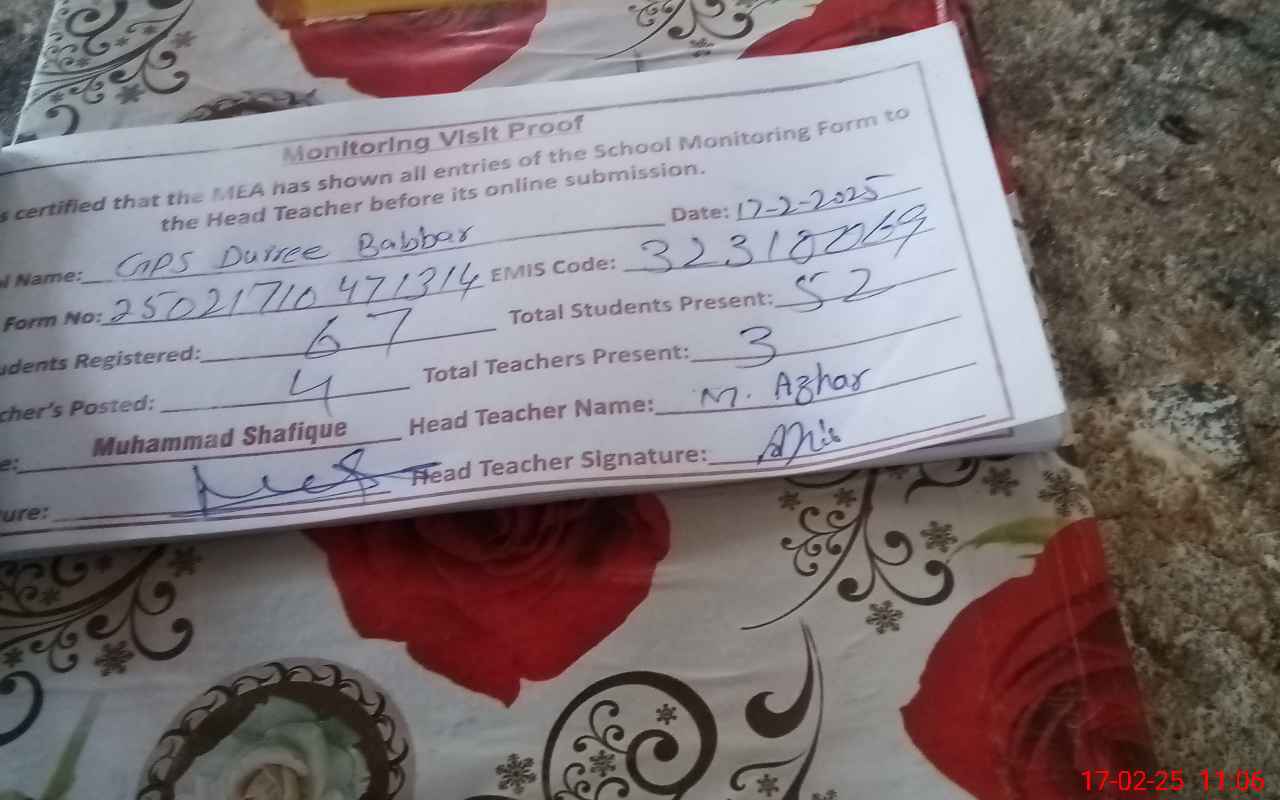 Monitoring Visit Proof
s certified that the MEA has shown all entries of the School Monitoring Form to
the Head Teacher before its online submission.
l Name: GPS Durree Babbar Date: 17-2-2025
Form No: 25021710471314 EMIS Code: 32310069
udents Registered: 67 Total Students Present: 52
cher's Posted: 4 Total Teachers Present: 3
e: Muhammad Shafique Head Teacher Name: M. Azhar
ure: Head Teacher Signature:
17-02-25 11:06